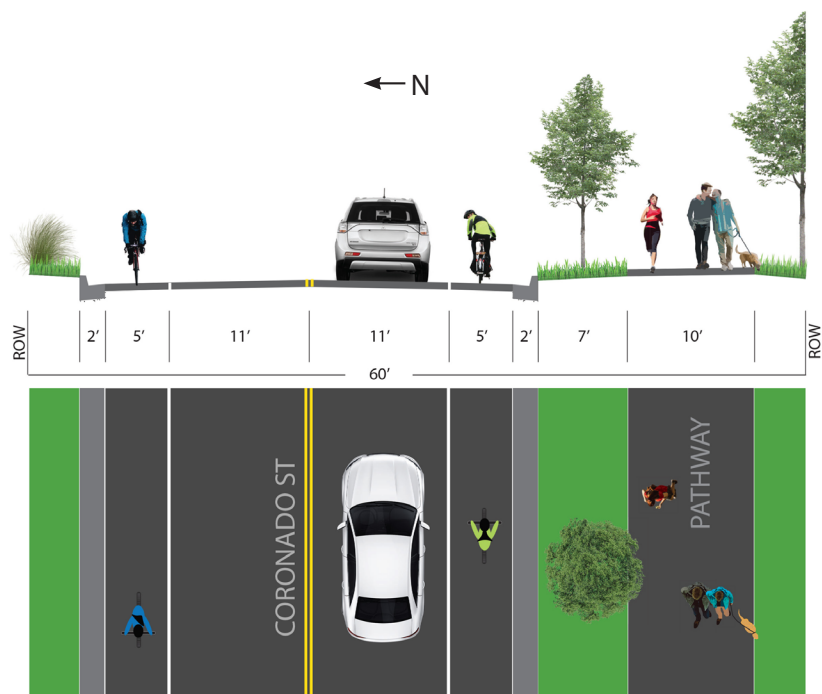 N
ROW
2’
5’
11’
11’
5’
2’
7’
10’
ROW
60’
CORONADO ST
PATHWAY